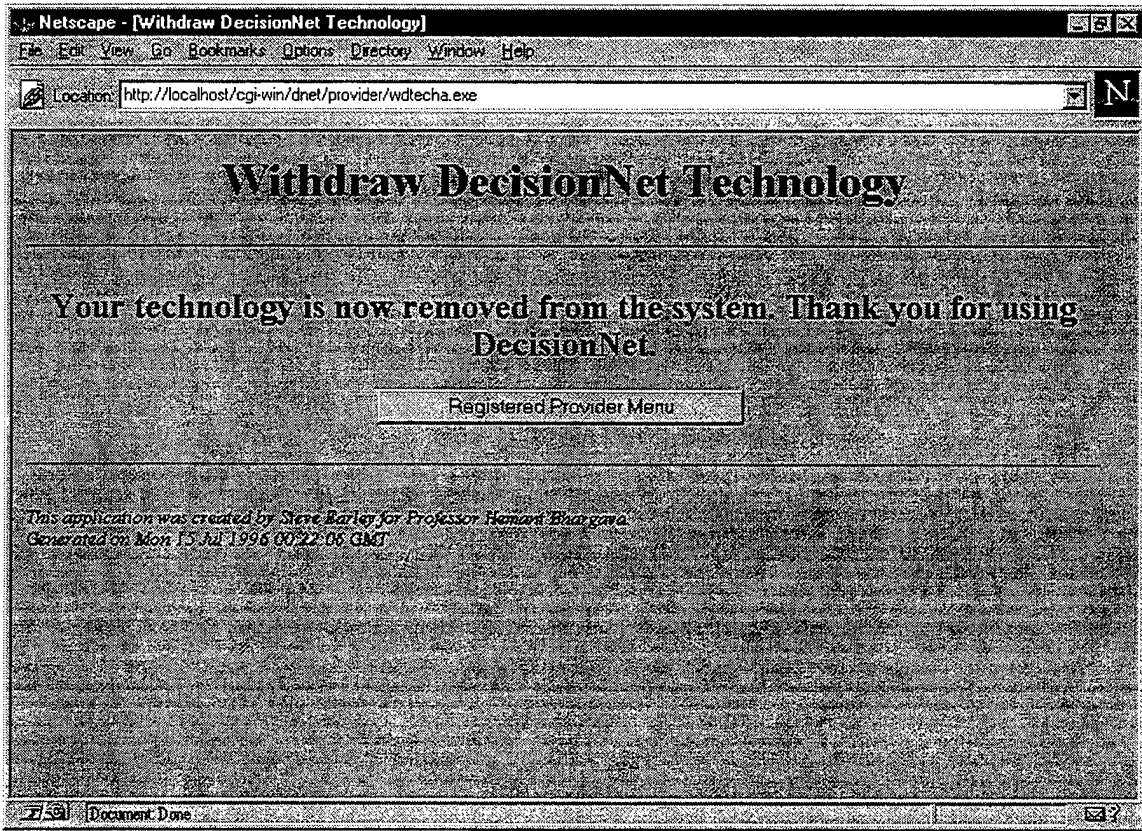 Netscape - [Withdraw DecisionNet Technology]
File Edit View Go Bookmarks Options Directory Window Help
Location: http://localhost/cgi-win/dnet/provider/wdtecha.exe
N
Withdraw DecisionNet Technology
Your technology is now removed from the system. Thank you for using
DecisionNet.
Registered Provider Menu
This application was created by Steve Earley for Professor Hemant Bhargava.
Generated on Mon 15 Jul 1996 00:22:06 GMT
Document: Done